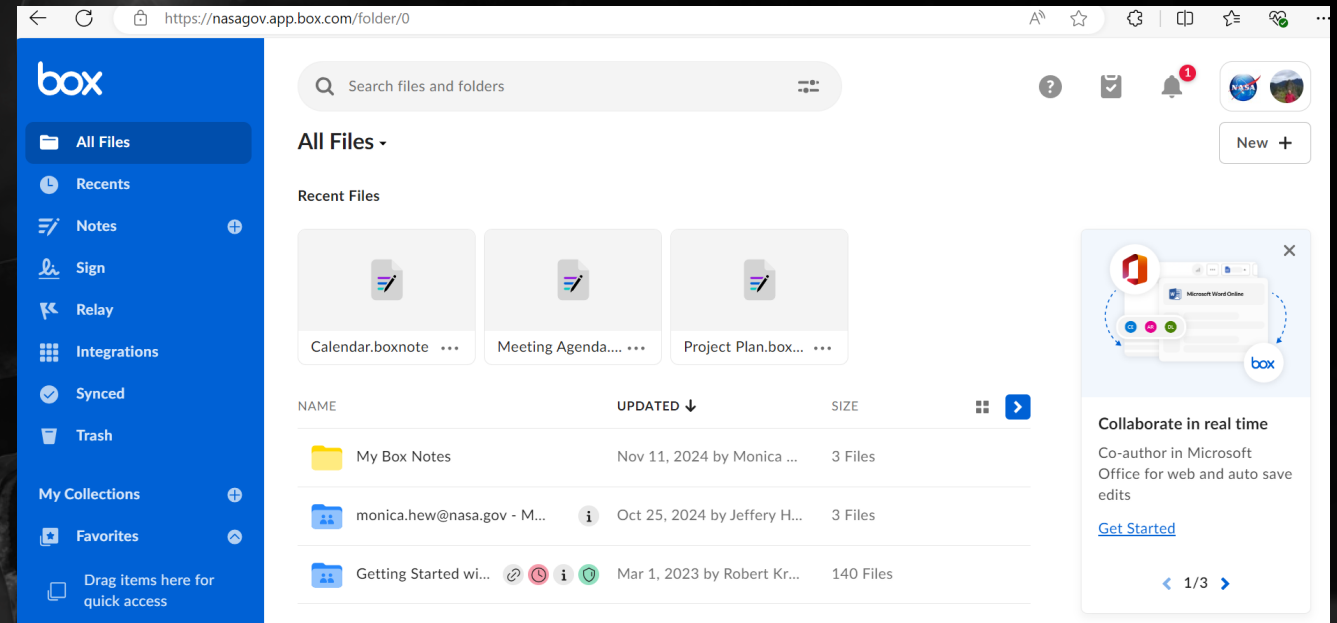 https://nasagov.app.box.com/folder/0
box
Search files and folders
1
NASA
All Files
Recents
Notes
Sign
Relay
Integrations
Synced
Trash
My Collections
Favorites
Drag items here for
quick access
All Files
New +
Recent Files
Calendar.boxnote ...
Meeting Agenda.... ...
Project Plan.box... ...
NAME UPDATED SIZE
My Box Notes Nov 11, 2024 by Monica ... 3 Files
monica.hew@nasa.gov - M... i Oct 25, 2024 by Jeffery H... 3 Files
Getting Started wi... i Mar 1, 2023 by Robert Kr... 140 Files
Microsoft Word Online
CE AR DL
box
Collaborate in real time
Co-author in Microsoft
Office for web and auto save
edits
Get Started
1/3